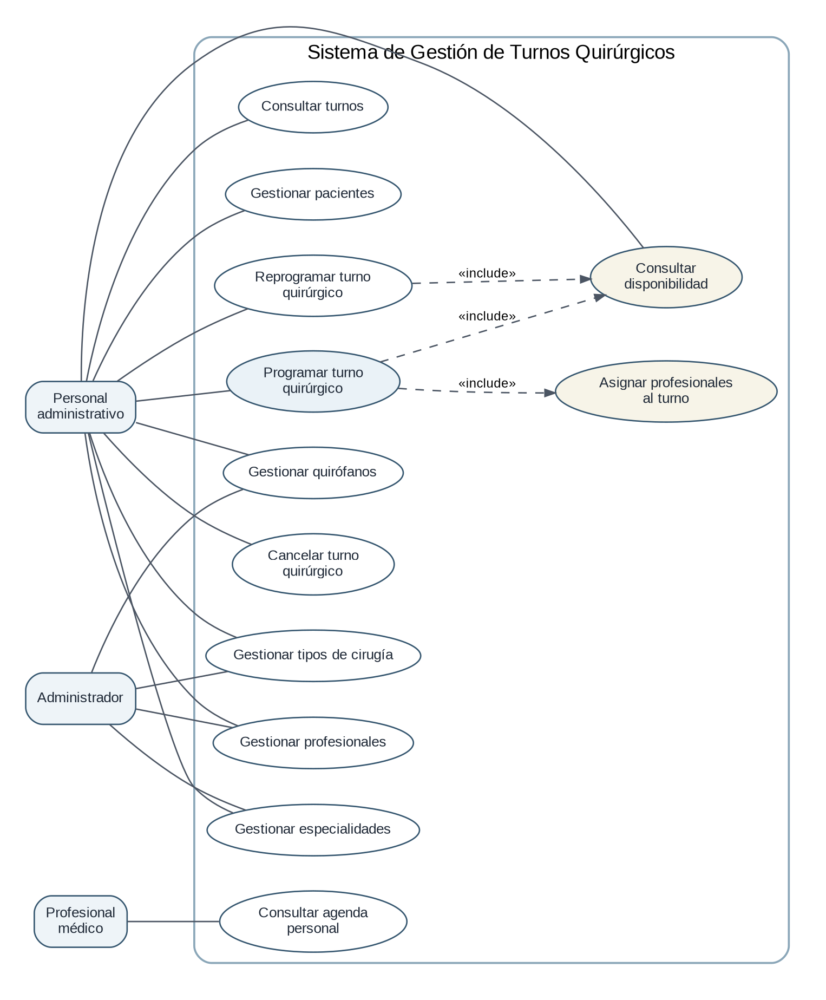 Sistema de Gestión de Turnos Quirúrgicos
Consultar turnos
Gestionar pacientes
Reprogramar turno
quirúrgico
«include»
Consultar
disponibilidad
«include»
Programar turno
quirúrgico
«include»
Asignar profesionales
al turno
Personal
administrativo
Gestionar quirófanos
Cancelar turno
quirúrgico
Gestionar tipos de cirugía
Administrador
Gestionar profesionales
Gestionar especialidades
Profesional
médico
Consultar agenda
personal